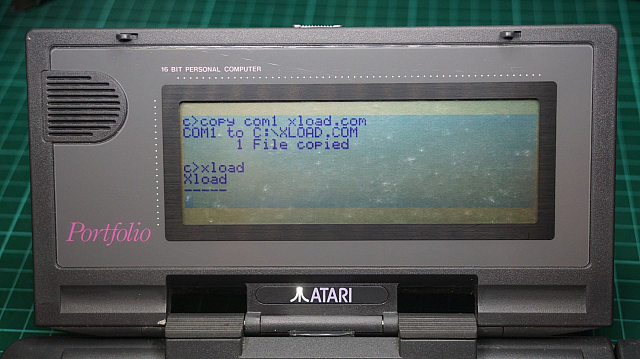 16 BIT PERSONAL COMPUTER
c>copy com1 xload.com
COM1 to C:\XLOAD.COM
1 File copied
c>xload
Xload
-----
Portfolio
ATARI